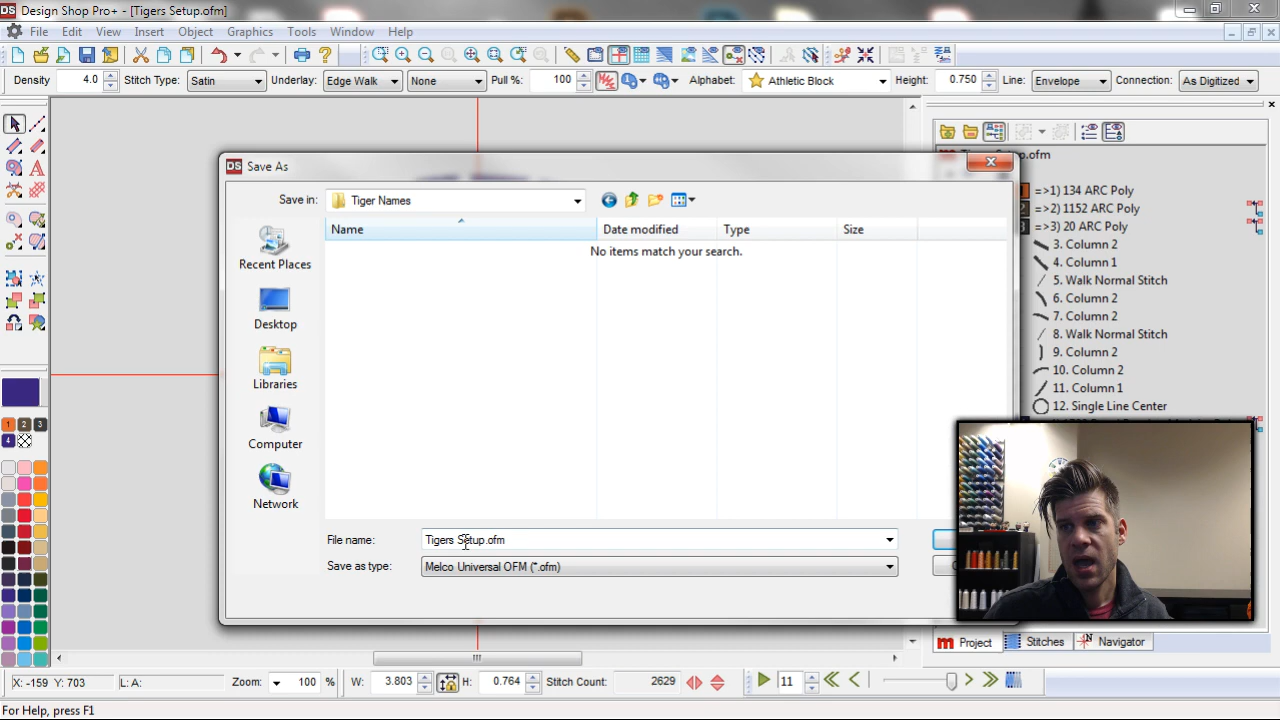 Design Shop Pro+ - [Tigers Setup.ofm]
File Edit View Insert Object Graphics Tools Window Help
Density 4.0 Stitch Type: Satin Underlay: Edge Walk None Pull %: 100 Alphabet: Athletic Block Height: 0.750 Line: Envelope Connection: As Digitized
Save As
Save in: Tiger Names
Name Date modified Type Size
No items match your search.
Recent Places
Desktop
Libraries
Computer
Network
File name: Tigers Setup.ofm
Save as type: Melco Universal OFM (*.ofm)
.ofm
=>1) 134 ARC Poly
=>2) 1152 ARC Poly
=>3) 20 ARC Poly
3. Column 2
4. Column 1
5. Walk Normal Stitch
6. Column 2
7. Column 2
8. Walk Normal Stitch
9. Column 2
10. Column 2
11. Column 1
12. Single Line Center
1 2 3
4
Project Stitches Navigator
X: -159 Y: 703 L: A: Zoom: 100 % W: 3.803 H: 0.764 Stitch Count: 2629 11
For Help, press F1